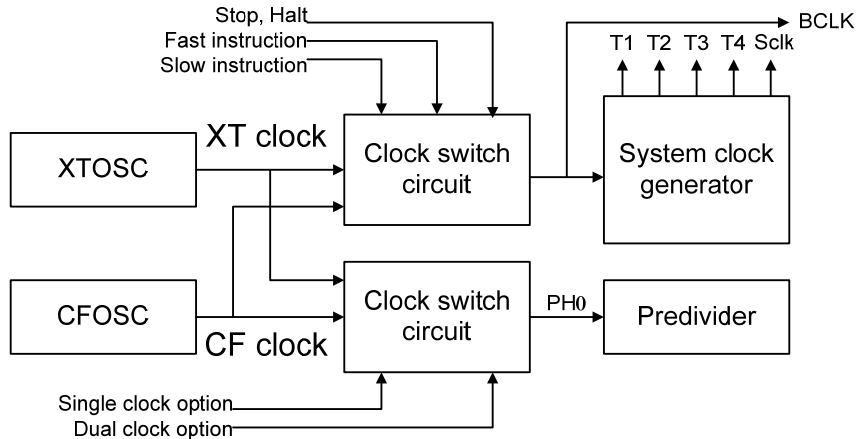 Stop, Halt
Fast instruction
Slow instruction
BCLK
T1 T2 T3 T4 Sclk
XT clock
XTOSC
Clock switch
circuit
System clock
generator
CFOSC
CF clock
Clock switch
circuit
PH0
Predivider
Single clock option
Dual clock option